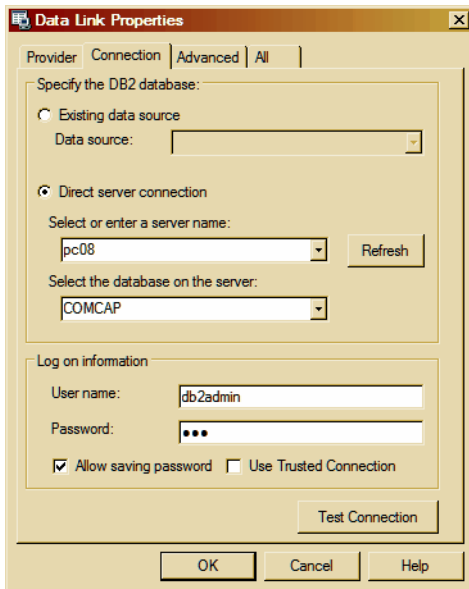 Data Link Properties
Provider Connection Advanced All
Specify the DB2 database:
Existing data source
Data source:
Direct server connection
Select or enter a server name:
pc08 Refresh
Select the database on the server:
COMCAP
Log on information
User name: db2admin
Password: •••
Allow saving password Use Trusted Connection
Test Connection
OK Cancel Help